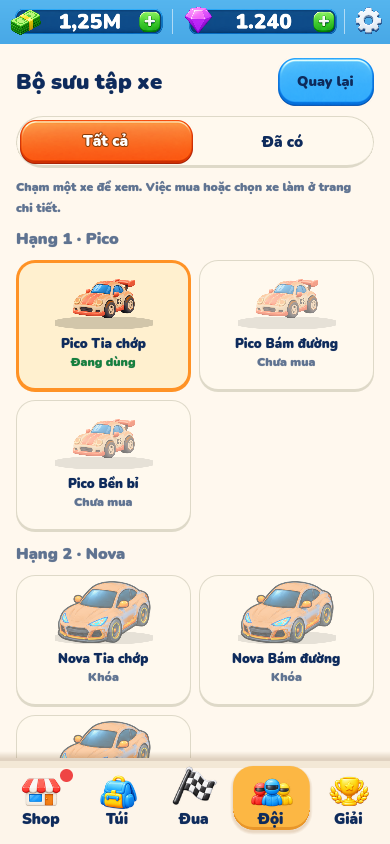 1,25M
1.240
Bộ sưu tập xe
Quay lại
Tất cả
Đã có
Chạm một xe để xem. Việc mua hoặc chọn xe làm ở trang
chi tiết.
Hạng 1 · Pico
Pico Tia chớp
Đang dùng
Pico Bám đường
Chưa mua
Pico Bền bỉ
Chưa mua
Hạng 2 · Nova
Nova Tia chớp
Khóa
Nova Bám đường
Khóa
Shop
Túi
Đua
Đội
Giải